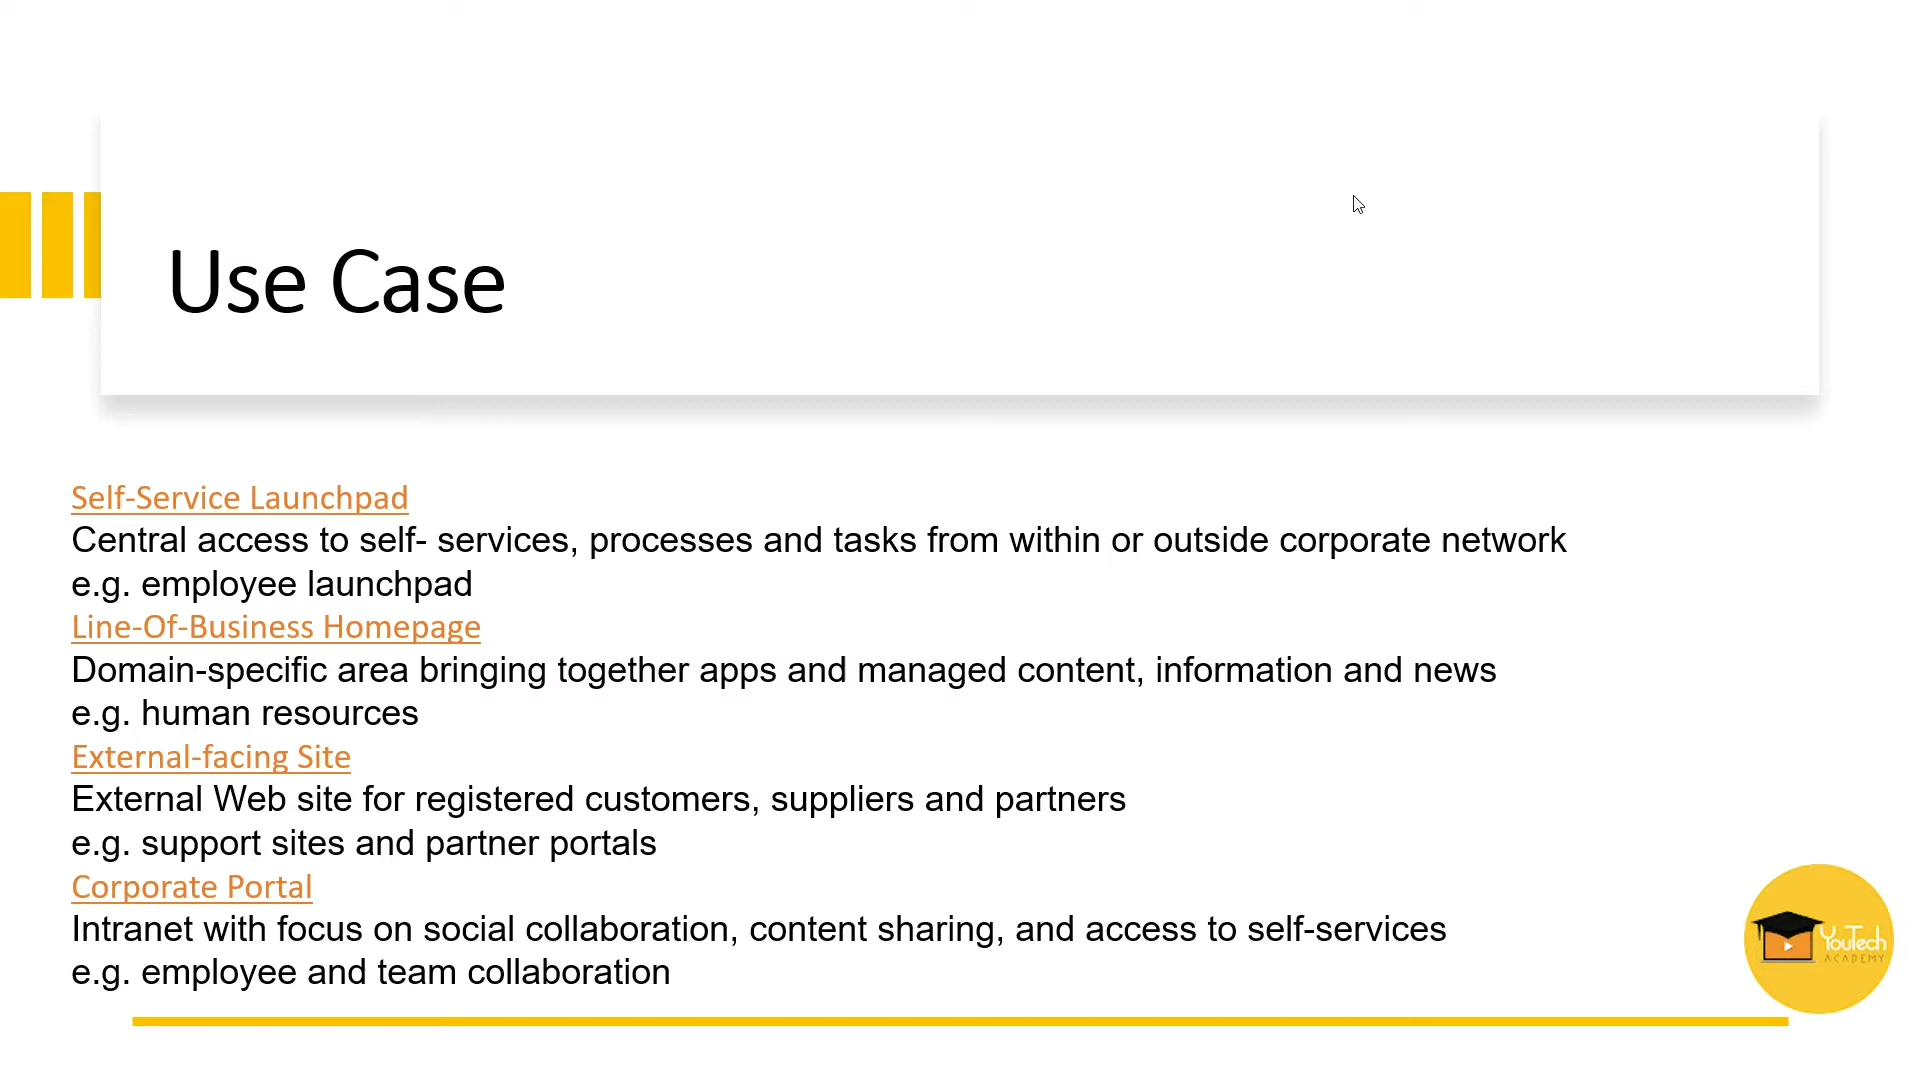 Use Case
Self-Service Launchpad
Central access to self- services, processes and tasks from within or outside corporate network
e.g. employee launchpad
Line-Of-Business Homepage
Domain-specific area bringing together apps and managed content, information and news
e.g. human resources
External-facing Site
External Web site for registered customers, suppliers and partners
e.g. support sites and partner portals
Corporate Portal
Intranet with focus on social collaboration, content sharing, and access to self-services
e.g. employee and team collaboration
YouTech
ACADEMY